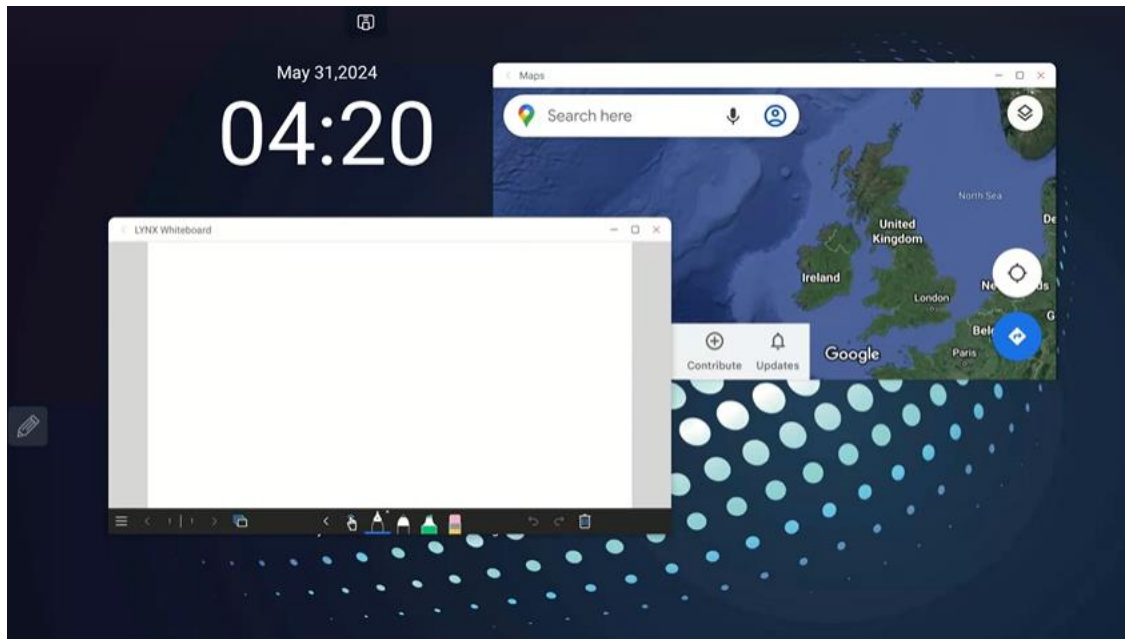 May 31,2024
04:20
Maps
Search here
North Sea
United
Kingdom
Ireland
London
Paris
Google
Contribute
Updates
LYNX Whiteboard